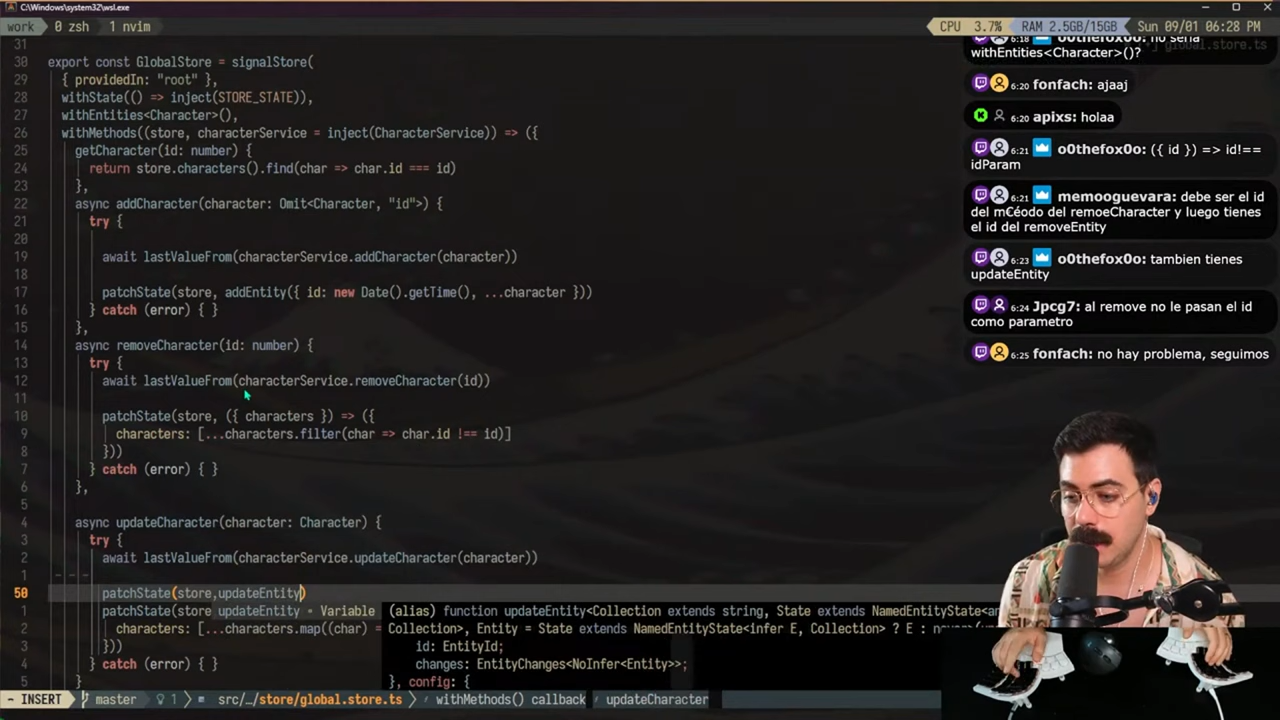 C:\Windows\system32\wsl.exe
work 0 zsh 1 nvim
CPU 3.7% RAM 2.5GB/15GB Sun 09/01 06:28 PM
31
30 export const GlobalStore = signalStore(
29 { providedIn: "root" },
28 withState(() => inject(STORE_STATE)),
27 withEntities<Character>(),
26 withMethods((store, characterService = inject(CharacterService)) => ({
25 getCharacter(id: number) {
24 return store.characters().find(char => char.id === id)
23 },
22 async addCharacter(character: Omit<Character, "id">) {
21 try {
20
19 await lastValueFrom(characterService.addCharacter(character))
18
17 patchState(store, addEntity({ id: new Date().getTime(), ...character }))
16 } catch (error) { }
15 },
14 async removeCharacter(id: number) {
13 try {
12 await lastValueFrom(characterService.removeCharacter(id))
11
10 patchState(store, ({ characters }) => ({
9 characters: [...characters.filter(char => char.id !== id)]
8 }))
7 } catch (error) { }
6 },
5
4 async updateCharacter(character: Character) {
3 try {
2 await lastValueFrom(characterService.updateCharacter(character))
1
50 patchState(store,updateEntity)
1 patchState(store updateEntity • Variable
2 characters: [...characters.map((char) =
3 }))
4 } catch (error) { }
5 }
(alias) function updateEntity<Collection extends string, State extends NamedEntityState<an
Collection>, Entity = State extends NamedEntityState<infer E, Collection> ? E :
id: EntityId;
changes: EntityChanges<NoInfer<Entity>>;
}, config: {
- INSERT master 1 src/…/store/global.store.ts withMethods() callback updateCharacter
global.store.ts
6:18 o0thefox0o: no seria
withEntities<Character>()?
6:20 fonfach: ajaaj
6:20 apixs: holaa
6:21 o0thefox0o: ({ id }) => id!==
idParam
6:21 memooguevara: debe ser el id
del m€éodo del remoeCharacter y luego tienes
el id del removeEntity
6:23 o0thefox0o: tambien tienes
updateEntity
6:24 Jpcg7: al remove no le pasan el id
como parametro
6:25 fonfach: no hay problema, seguimos